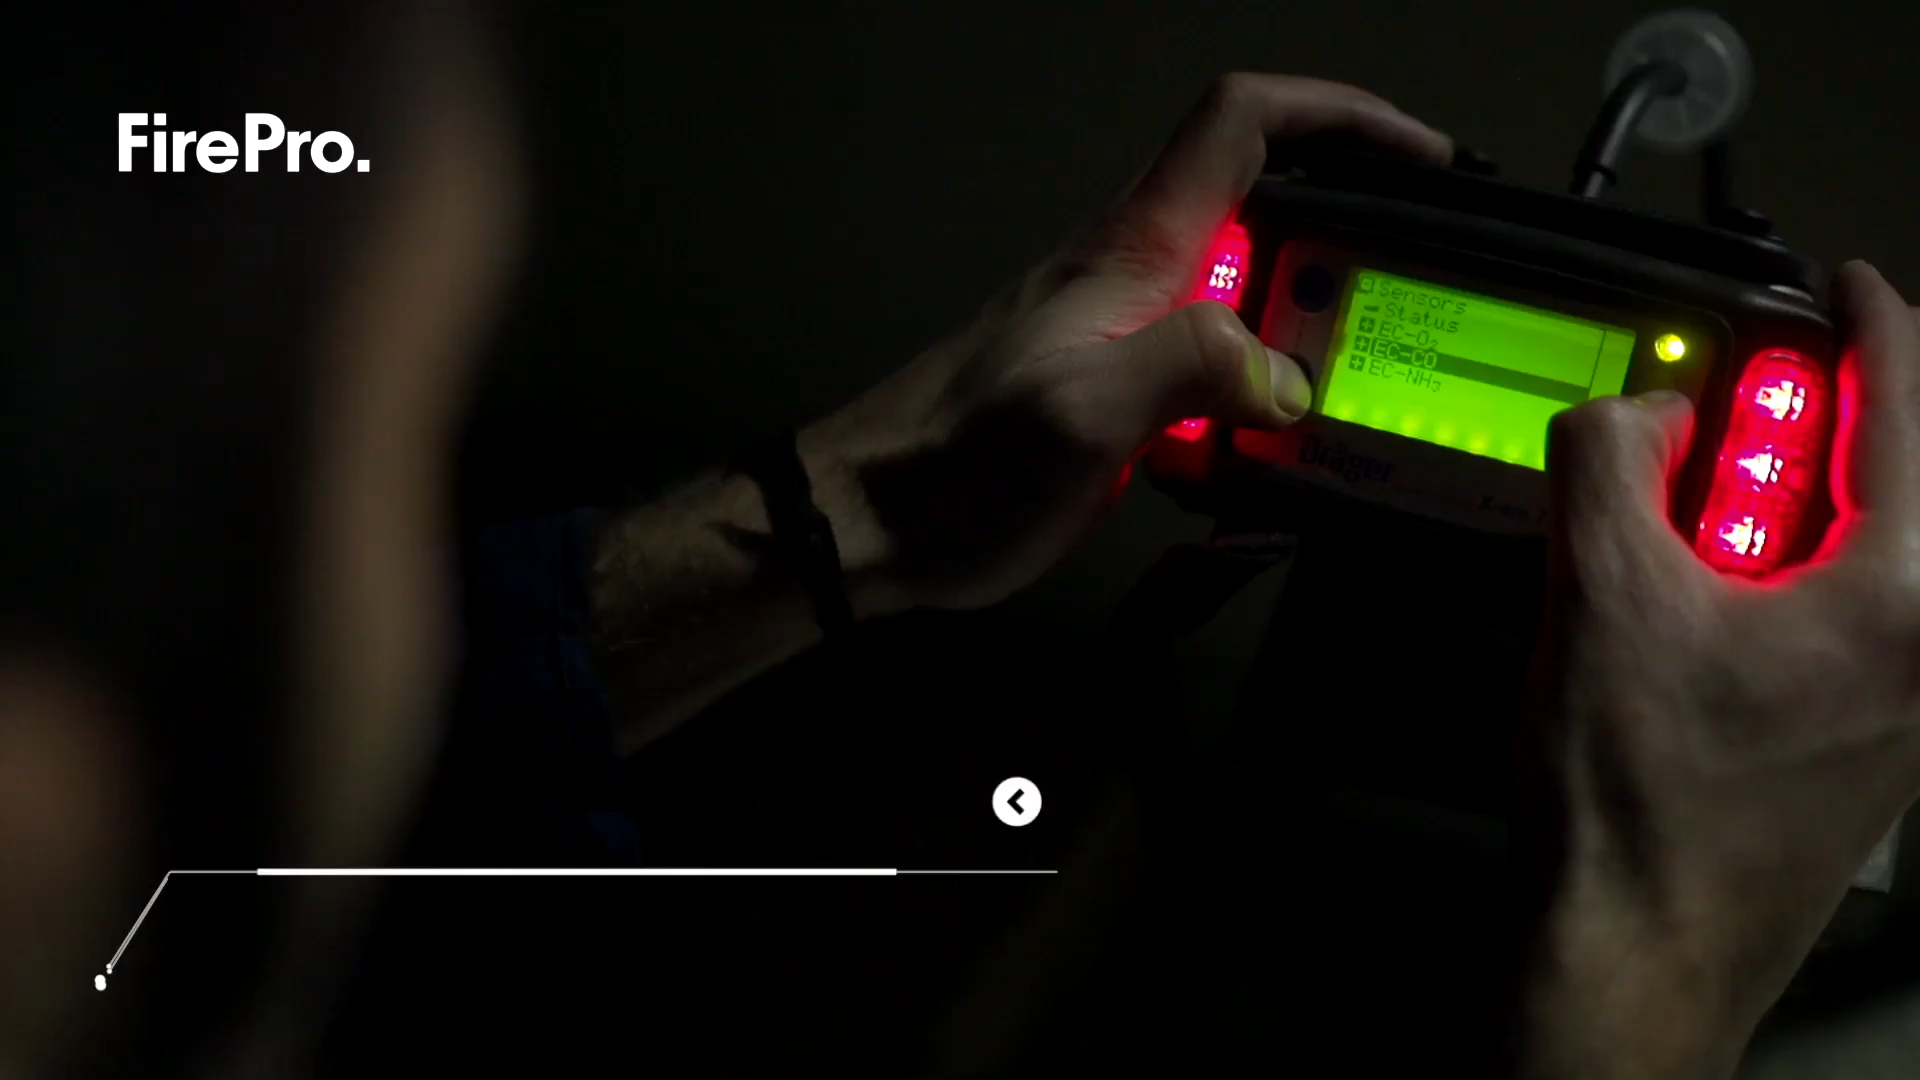 FirePro.
Sensors
Status
EC-O₂
EC-CO
EC-NH₃
Dräger